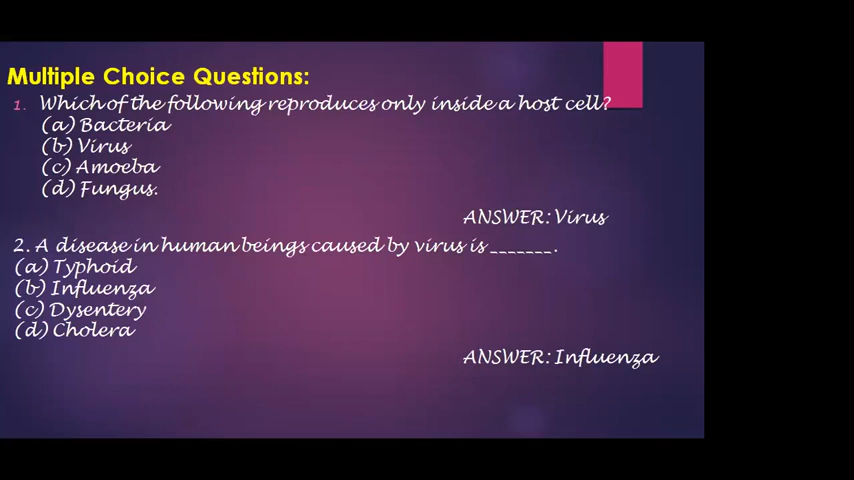 Multiple Choice Questions:
1. Which of the following reproduces only inside a host cell?
(a) Bacteria
(b) Virus
(c) Amoeba
(d) Fungus.
ANSWER: Virus
2. A disease in human beings caused by virus is _______.
(a) Typhoid
(b) Influenza
(c) Dysentery
(d) Cholera
ANSWER: Influenza